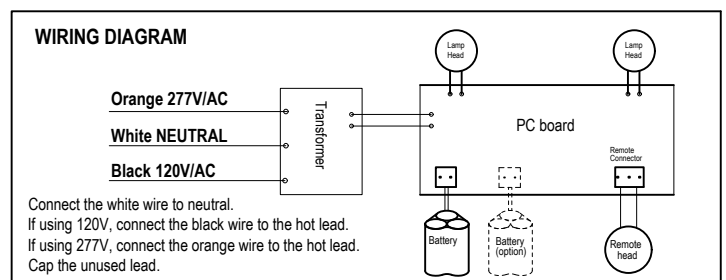 WIRING DIAGRAM
Lamp
Head
Lamp
Head
Orange 277V/AC
White NEUTRAL
Black 120V/AC
Transformer
PC board
Remote
Connector
Connect the white wire to neutral.
If using 120V, connect the black wire to the hot lead.
If using 277V, connect the orange wire to the hot lead.
Cap the unused lead.
Battery
Battery
(option)
Remote
head